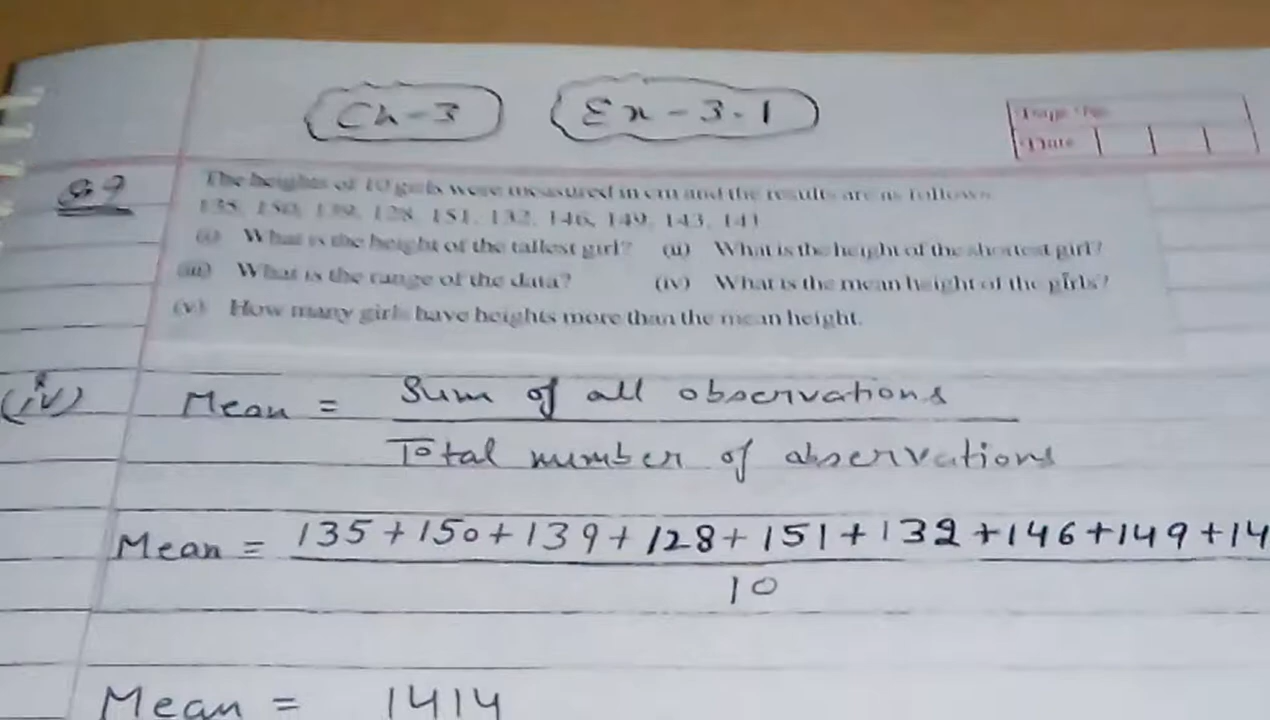 Ch-3 Ex-3.1
Page No.
Date
Q9
The heights of 10 girls were measured in cm and the results are as follows:
135, 150, 139, 128, 151, 132, 146, 149, 143, 141
(i) What is the height of the tallest girl? (ii) What is the height of the shortest girl?
(iii) What is the range of the data? (iv) What is the mean height of the girls?
(v) How many girls have heights more than the mean height.
(iv) Mean = Sum of all observations
Total number of observations
Mean = 135+150+139+128+151+132+146+149+14
10
Mean = 1414